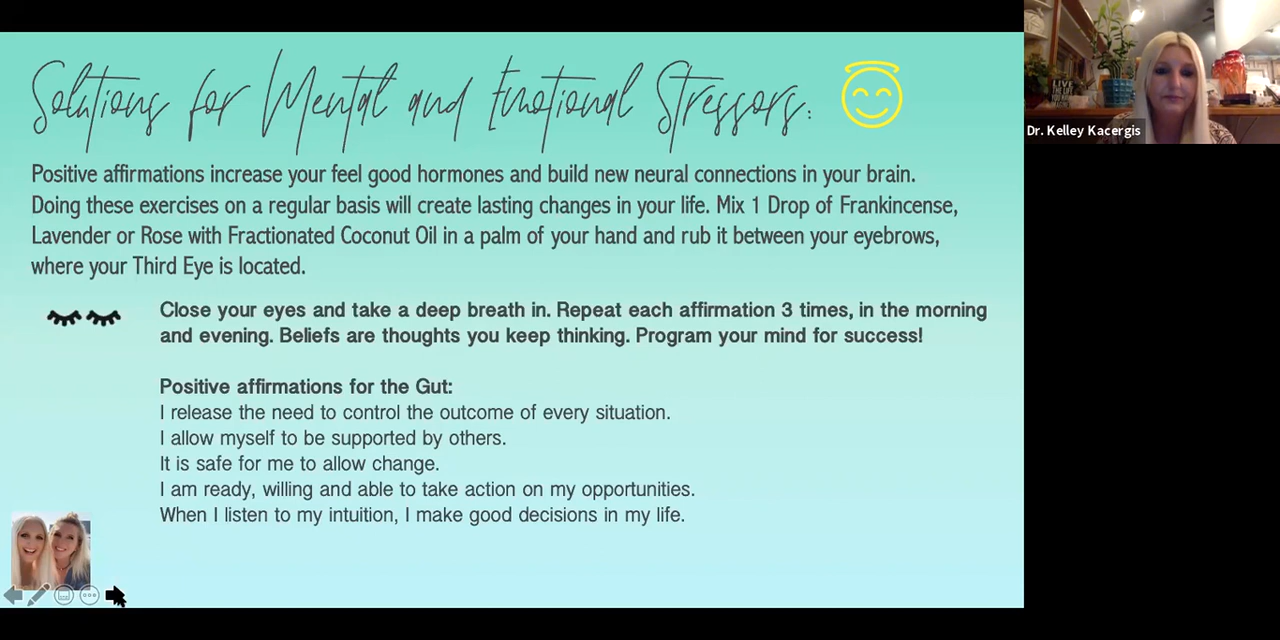 Solutions for Mental and Emotional Stressors:
Positive affirmations increase your feel good hormones and build new neural connections in your brain.
Doing these exercises on a regular basis will create lasting changes in your life. Mix 1 Drop of Frankincense,
Lavender or Rose with Fractionated Coconut Oil in a palm of your hand and rub it between your eyebrows,
where your Third Eye is located.
Close your eyes and take a deep breath in. Repeat each affirmation 3 times, in the morning
and evening. Beliefs are thoughts you keep thinking. Program your mind for success!
Positive affirmations for the Gut:
I release the need to control the outcome of every situation.
I allow myself to be supported by others.
It is safe for me to allow change.
I am ready, willing and able to take action on my opportunities.
When I listen to my intuition, I make good decisions in my life.
LIVE
THE LIFE
Dr. Kelley Kacergis